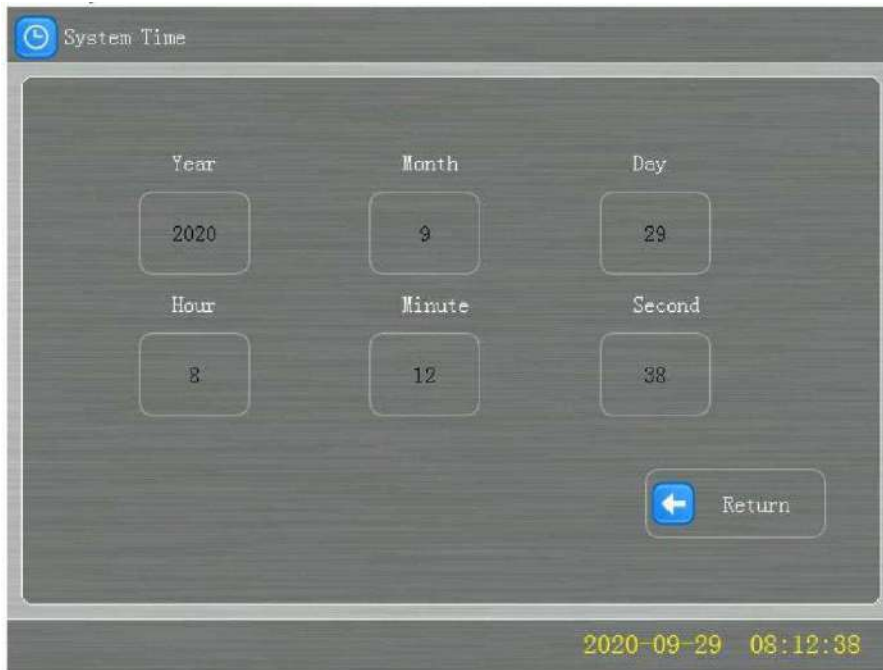 System Time
Year Month Day
2020 9 29
Hour Minute Second
8 12 38
Return
2020-09-29 08:12:38